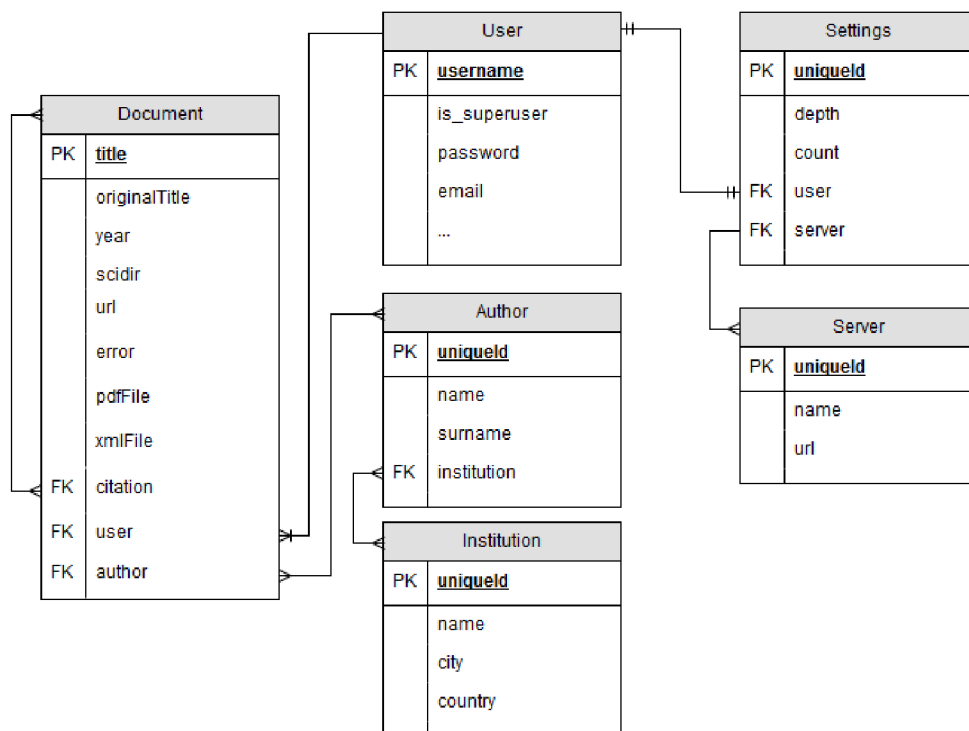 Document
PK title
originalTitle
year
scidir
url
error
pdfFile
xmlFile
FK citation
FK user
FK author
User
PK username
is_superuser
password
email
...
Author
PK uniqueId
name
surname
FK institution
Institution
PK uniqueId
name
city
country
Settings
PK uniqueId
depth
count
FK user
FK server
Server
PK uniqueId
name
url